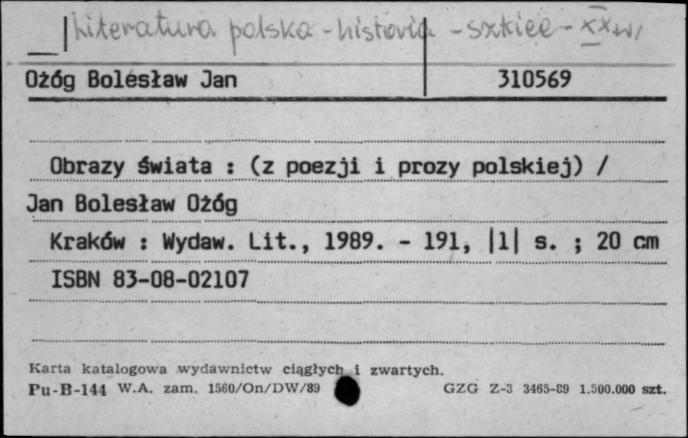 Literatura polska - historia - szkice - XX w.
Ożóg Bolesław Jan 310569
Obrazy świata : (z poezji i prozy polskiej) /
Jan Bolesław Ożóg
Kraków : Wydaw. Lit., 1989. - 191, |1| s. ; 20 cm
ISBN 83-08-02107
Karta katalogowa wydawnictw ciągłych i zwartych.
Pu-B-144 W.A. zam. 1560/On/DW/89 GZG Z-3 3465-89 1.500.000 szt.